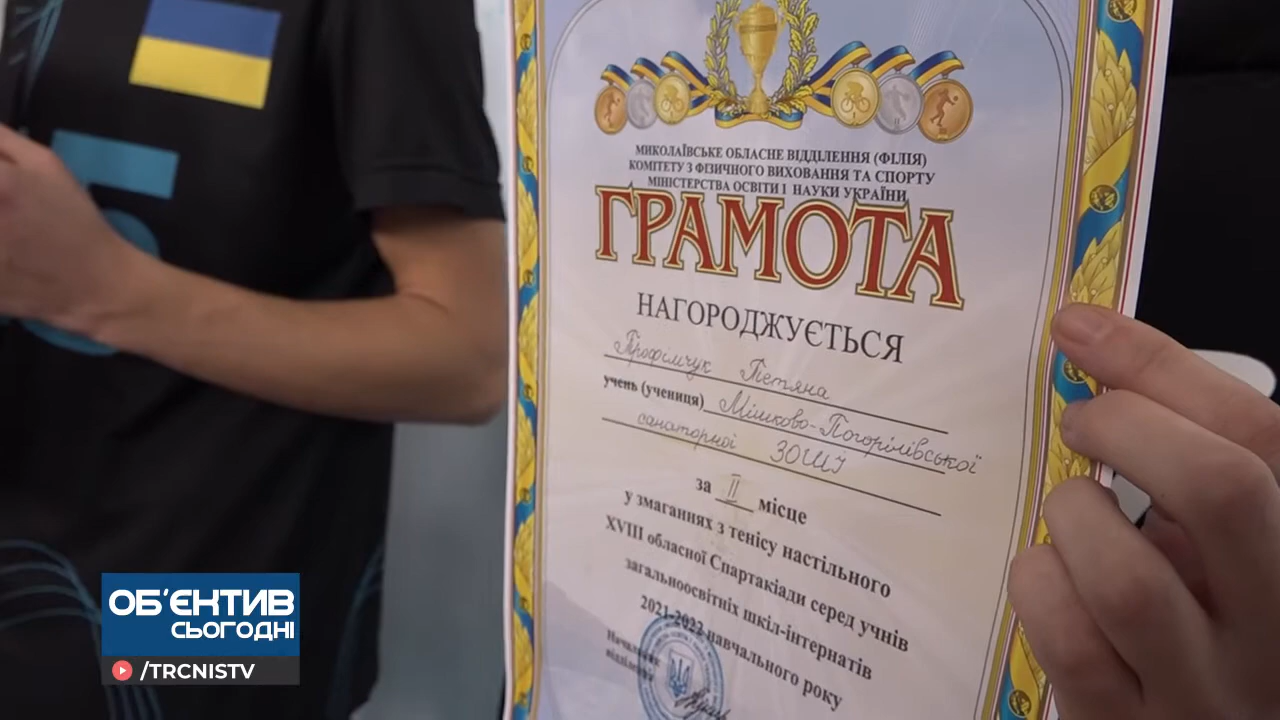 МИКОЛАЇВСЬКЕ ОБЛАСНЕ ВІДДІЛЕННЯ (ФІЛІЯ)
КОМІТЕТУ З ФІЗИЧНОГО ВИХОВАННЯ ТА СПОРТУ
МІНІСТЕРСТВА ОСВІТИ І НАУКИ УКРАЇНИ
ГРАМОТА
НАГОРОДЖУЄТЬСЯ
Трофімчук Тетяна
учень (учениця) Мішково-Погорілівської
санаторної ЗОШІ
за II місце
у змаганнях з тенісу настільного
XVIII обласної Спартакіади серед учнів
загальноосвітніх шкіл-інтернатів
2021-2022 навчального року
Начальник
відділення
ОБ'ЄКТИВ
СЬОГОДНІ
/TRCNISTV